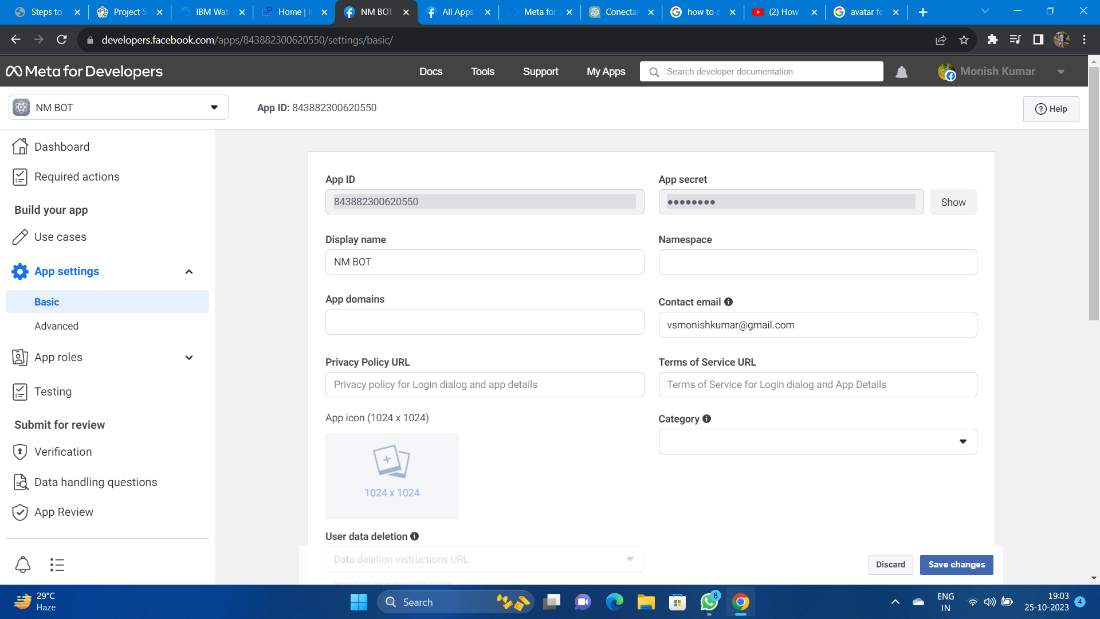 Steps to
Project S
IBM Wat
Home | I
NM BOT
All Apps
Meta for
Conecta
how to c
(2) How
avatar fo
developers.facebook.com/apps/843882300620550/settings/basic/
Meta for Developers
Docs
Tools
Support
My Apps
Search developer documentation
Monish Kumar
NM BOT
App ID: 843882300620550
Help
Dashboard
Required actions
Build your app
Use cases
App settings
Basic
Advanced
App roles
Testing
Submit for review
Verification
Data handling questions
App Review
App ID
843882300620550
App secret
●●●●●●●●
Show
Display name
NM BOT
Namespace
App domains
Contact email
vsmonishkumar@gmail.com
Privacy Policy URL
Privacy policy for Login dialog and app details
Terms of Service URL
Terms of Service for Login dialog and App Details
App icon (1024 x 1024)
1024 x 1024
Category
User data deletion
Data deletion instructions URL
You can also provide a link
Discard
Save changes
29°C
Haze
Search
8
ENG
IN
19:03
25-10-2023
4